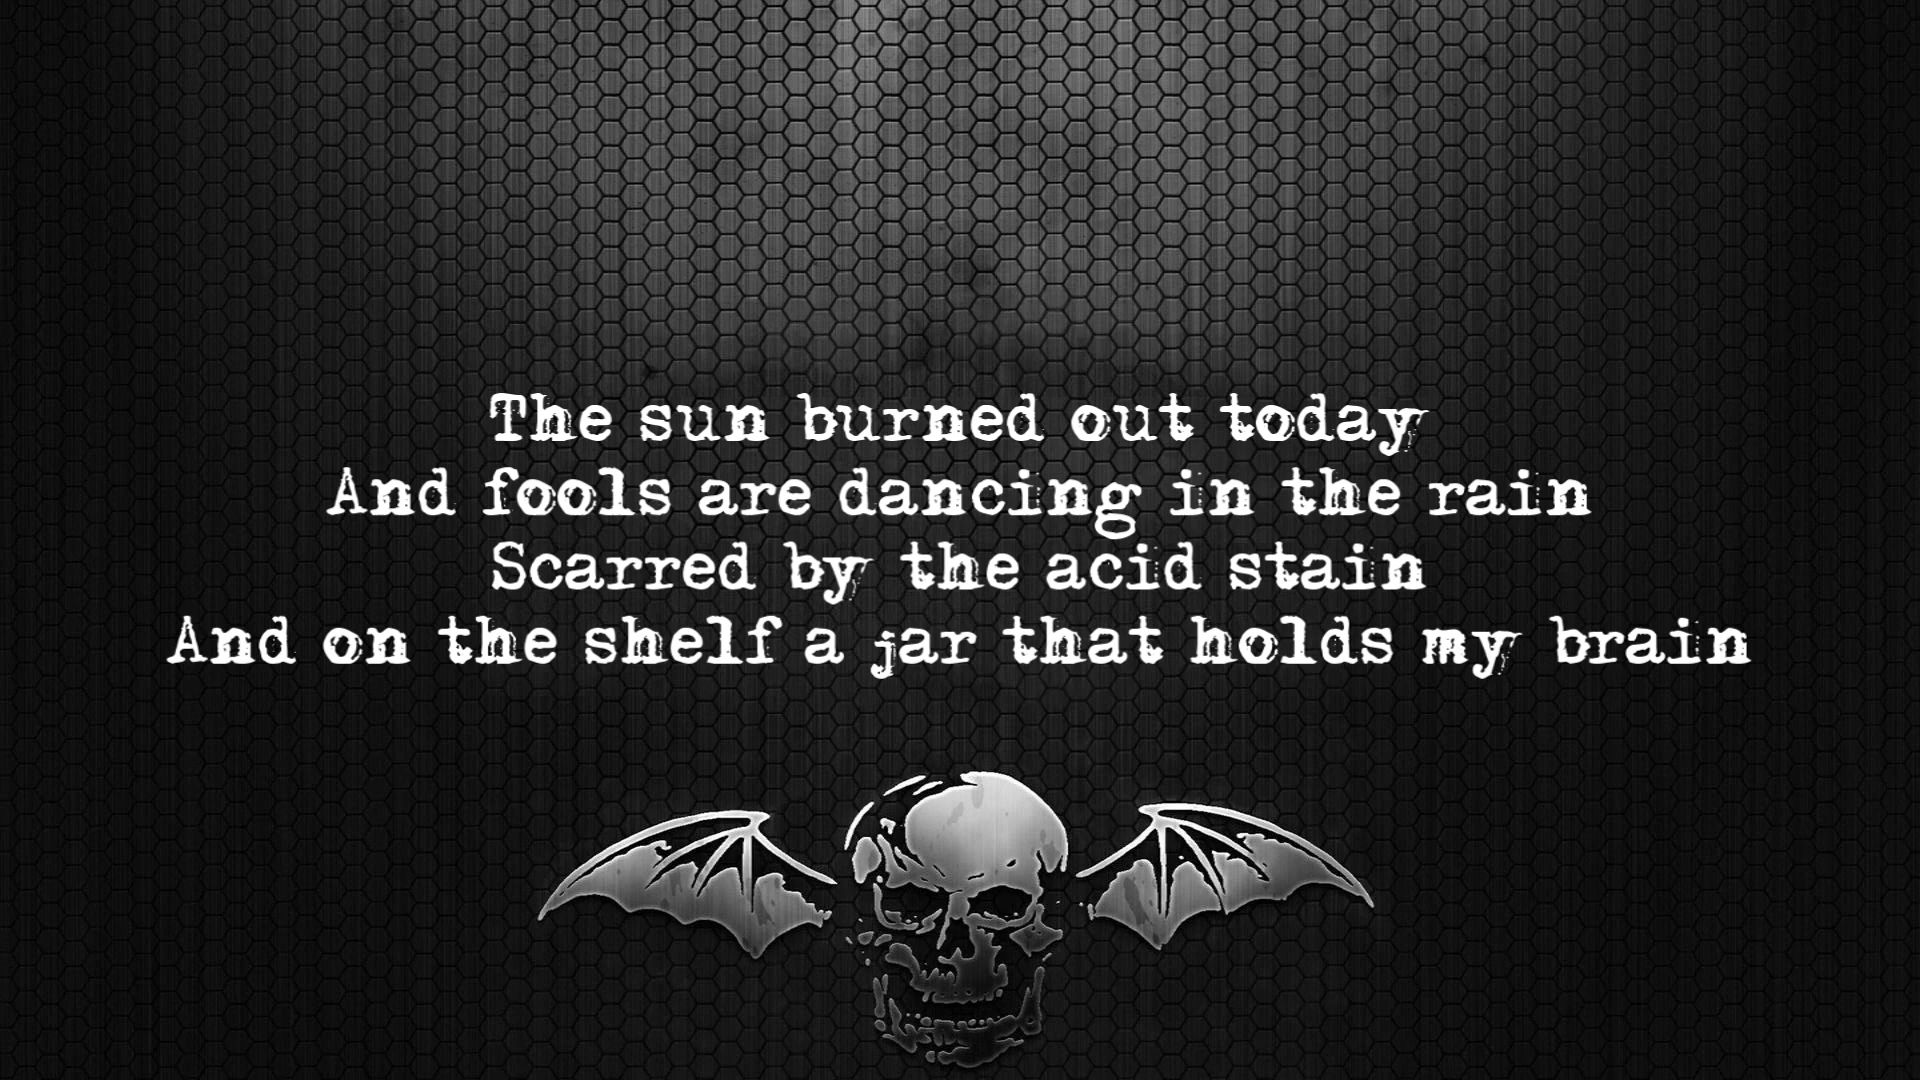 The sun burned out today
And fools are dancing in the rain
Scarred by the acid stain
And on the shelf a jar that holds my brain